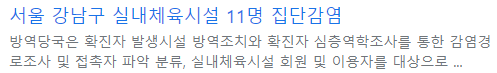 서울 강남구 실내체육시설 11명 집단감염
방역당국은 확진자 발생시설 방역조치와 확진자 심층역학조사를 통한 감염경
로조사 및 접촉자 파악 분류, 실내체육시설 회원 및 이용자를 대상으로 ...